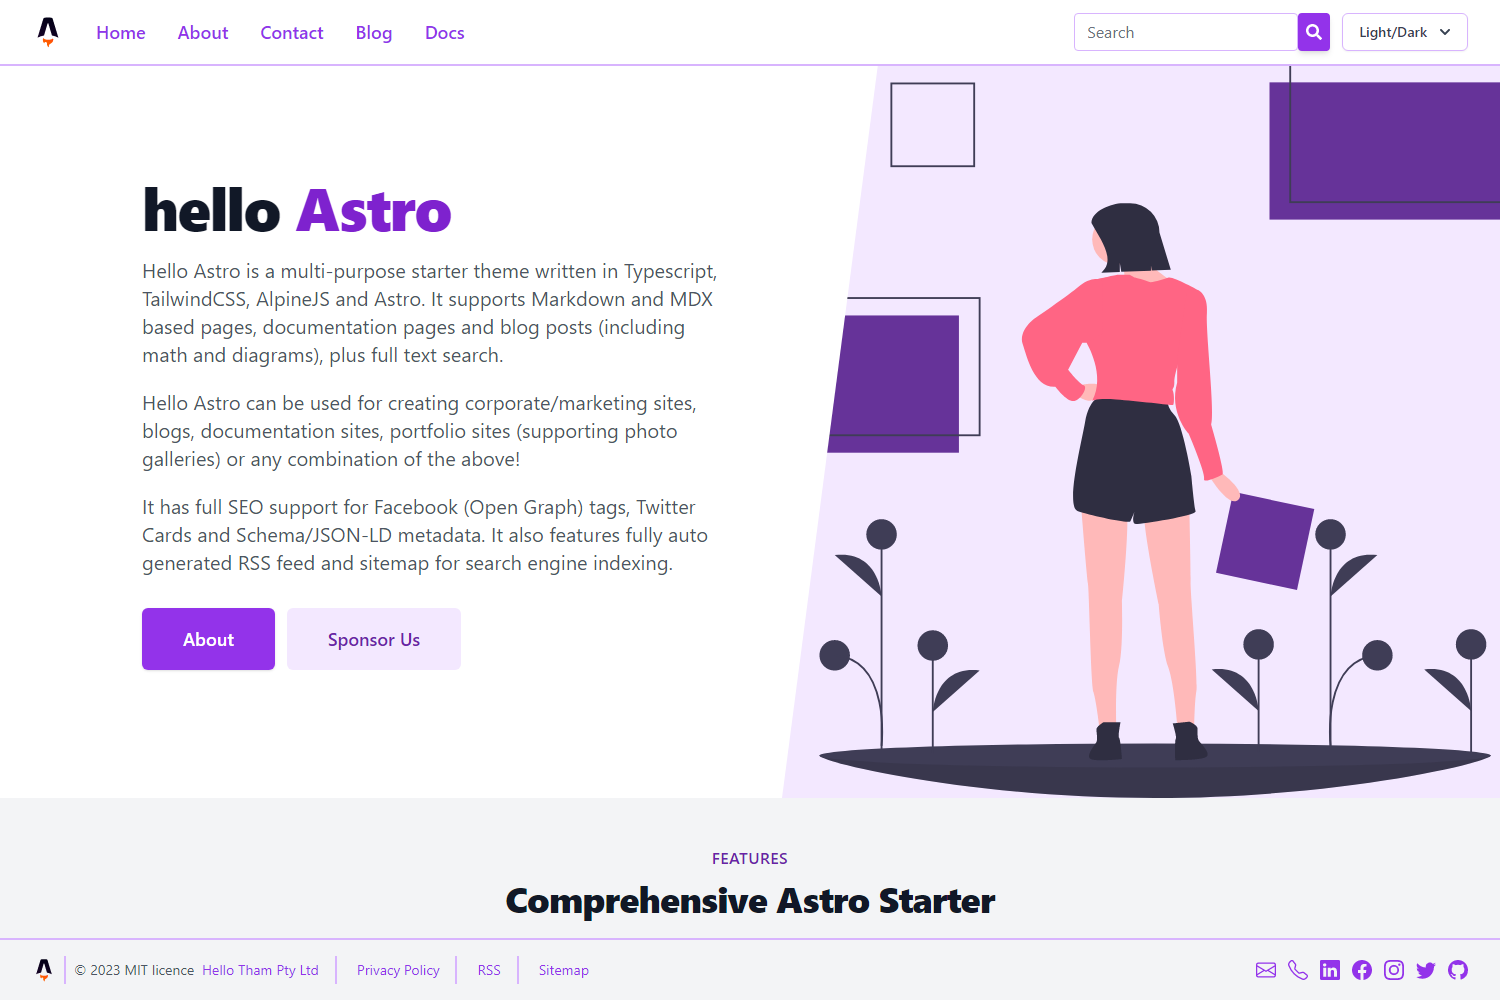 Home About Contact Blog Docs Search Light/Dark
hello Astro
Hello Astro is a multi-purpose starter theme written in Typescript,
TailwindCSS, AlpineJS and Astro. It supports Markdown and MDX
based pages, documentation pages and blog posts (including
math and diagrams), plus full text search.
Hello Astro can be used for creating corporate/marketing sites,
blogs, documentation sites, portfolio sites (supporting photo
galleries) or any combination of the above!
It has full SEO support for Facebook (Open Graph) tags, Twitter
Cards and Schema/JSON-LD metadata. It also features fully auto
generated RSS feed and sitemap for search engine indexing.
About Sponsor Us
FEATURES
Comprehensive Astro Starter
© 2023 MIT licence Hello Tham Pty Ltd Privacy Policy RSS Sitemap